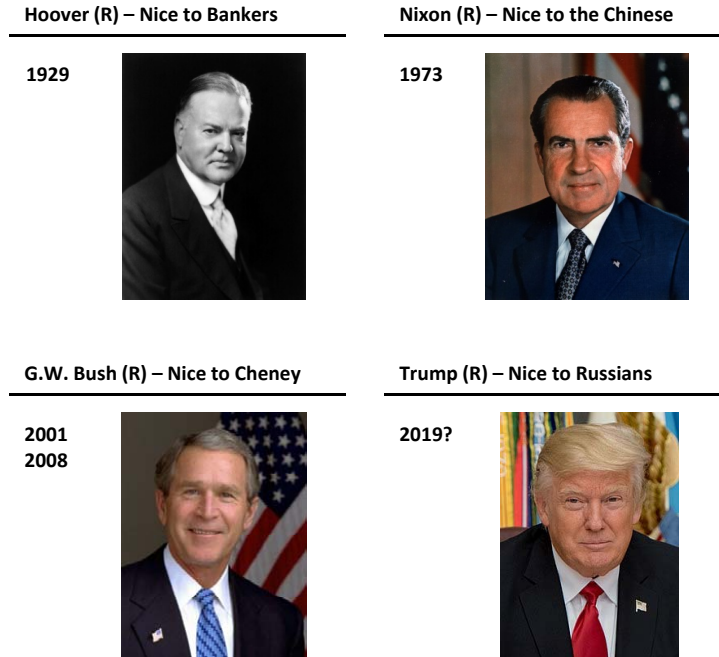 Hoover (R) – Nice to Bankers
1929
Nixon (R) – Nice to the Chinese
1973
G.W. Bush (R) – Nice to Cheney
2001
2008
Trump (R) – Nice to Russians
2019?